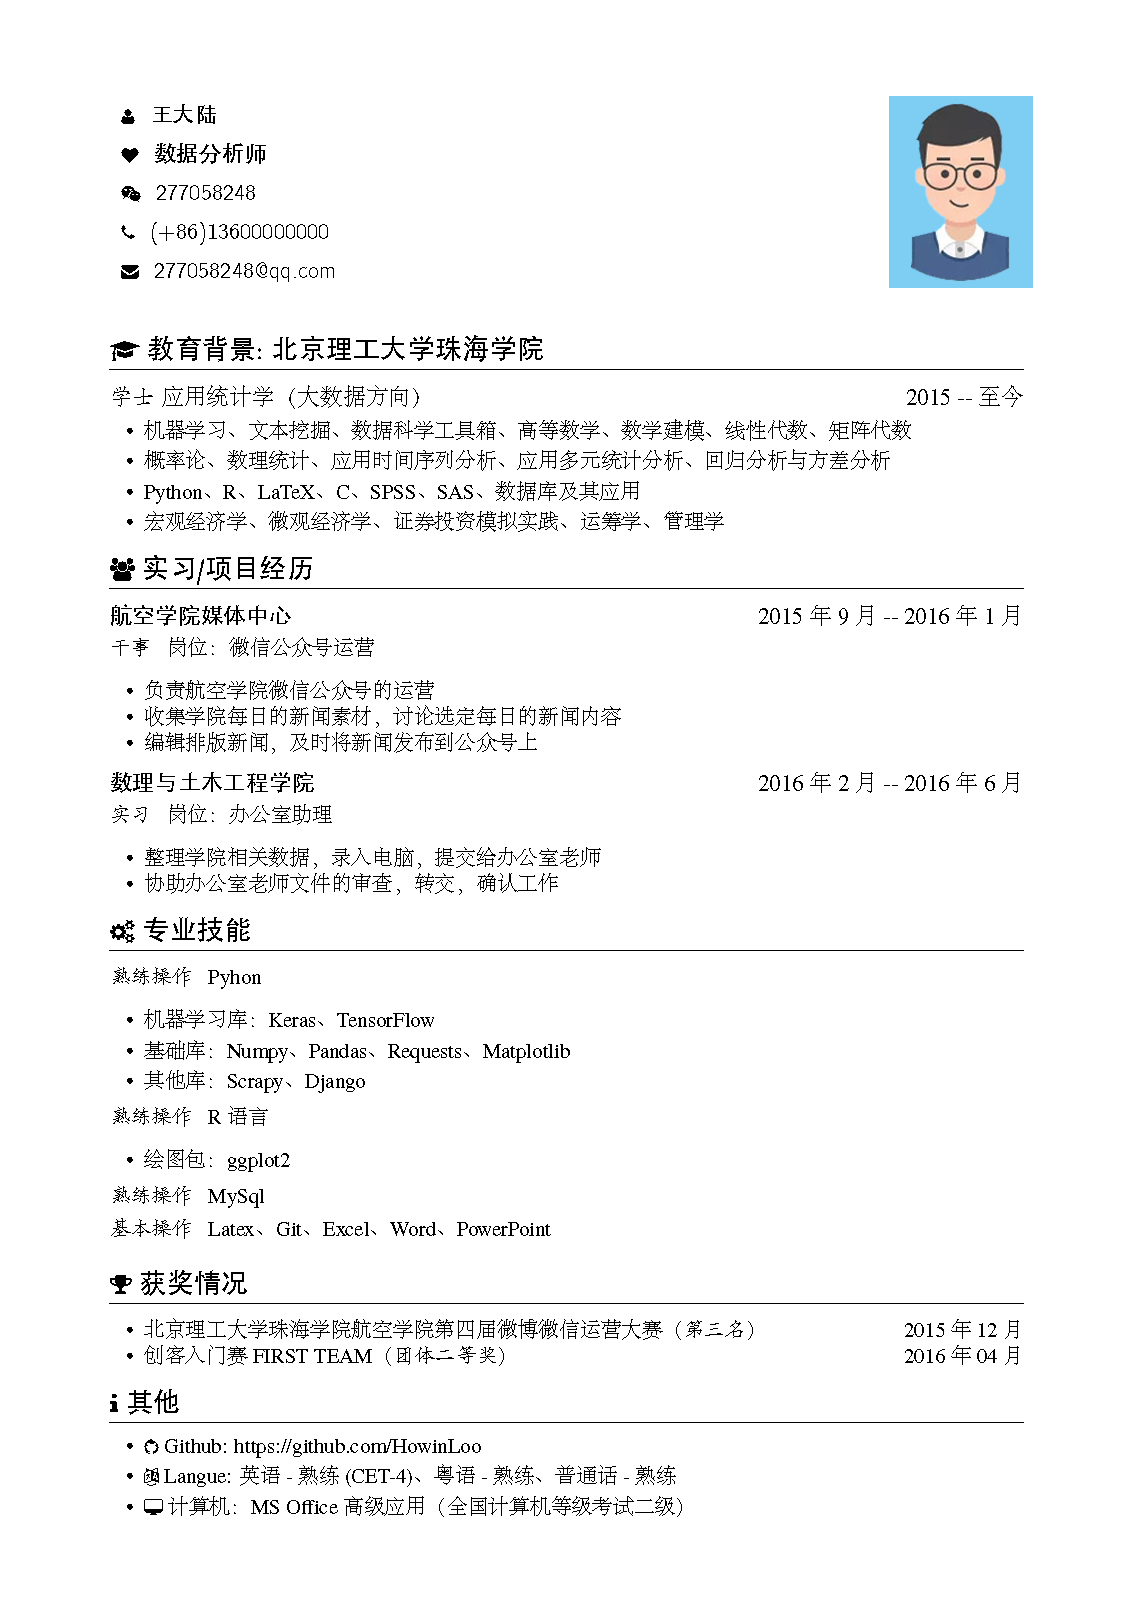 王大陆
数据分析师
277058248
(+86)13600000000
277058248@qq.com
教育背景: 北京理工大学珠海学院
学士 应用统计学（大数据方向） 2015 -- 至今
• 机器学习、文本挖掘、数据科学工具箱、高等数学、数学建模、线性代数、矩阵代数
• 概率论、数理统计、应用时间序列分析、应用多元统计分析、回归分析与方差分析
• Python、R、LaTeX、C、SPSS、SAS、数据库及其应用
• 宏观经济学、微观经济学、证券投资模拟实践、运筹学、管理学
实习/项目经历
航空学院媒体中心 2015 年 9 月 -- 2016 年 1 月
干事 岗位：微信公众号运营
• 负责航空学院微信公众号的运营
• 收集学院每日的新闻素材，讨论选定每日的新闻内容
• 编辑排版新闻，及时将新闻发布到公众号上
数理与土木工程学院 2016 年 2 月 -- 2016 年 6 月
实习 岗位：办公室助理
• 整理学院相关数据，录入电脑，提交给办公室老师
• 协助办公室老师文件的审查，转交，确认工作
专业技能
熟练操作 Pyhon
• 机器学习库：Keras、TensorFlow
• 基础库：Numpy、Pandas、Requests、Matplotlib
• 其他库：Scrapy、Django
熟练操作 R 语言
• 绘图包：ggplot2
熟练操作 MySql
基本操作 Latex、Git、Excel、Word、PowerPoint
获奖情况
• 北京理工大学珠海学院航空学院第四届微博微信运营大赛（第三名） 2015 年 12 月
• 创客入门赛 FIRST TEAM（团体二等奖） 2016 年 04 月
其他
• Github: https://github.com/HowinLoo
• Langue: 英语 - 熟练 (CET-4)、粤语 - 熟练、普通话 - 熟练
• 计算机：MS Office 高级应用（全国计算机等级考试二级）